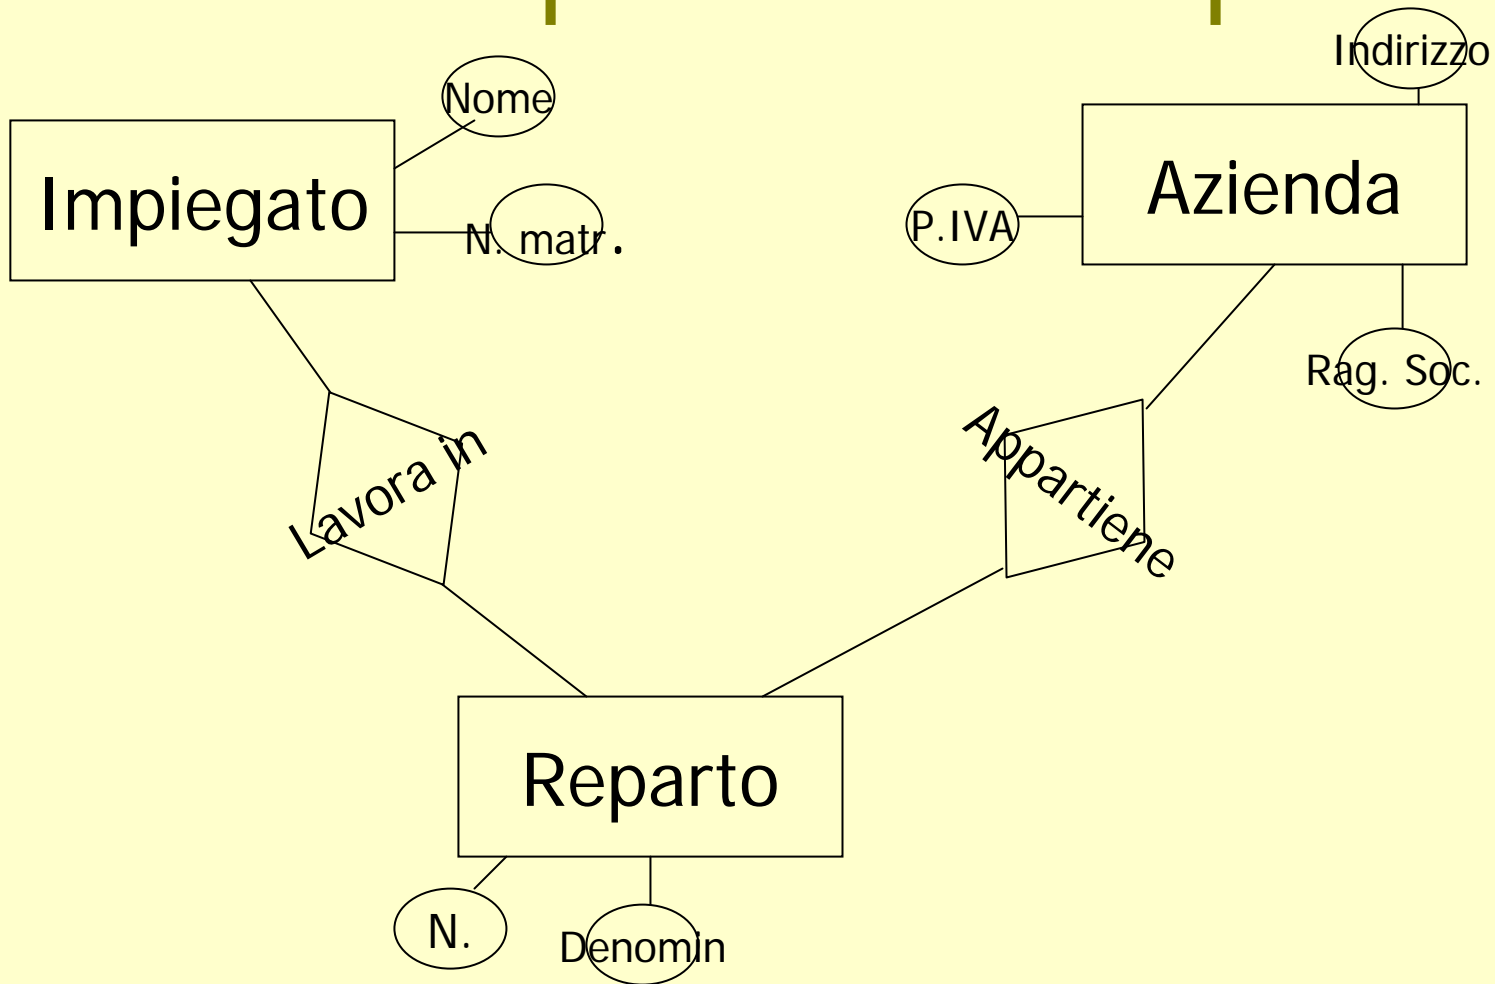 Indirizzo
Nome
Impiegato
Azienda
N. matr.
P.IVA
Rag. Soc.
Lavora in
Appartiene
Reparto
N.
Denomin